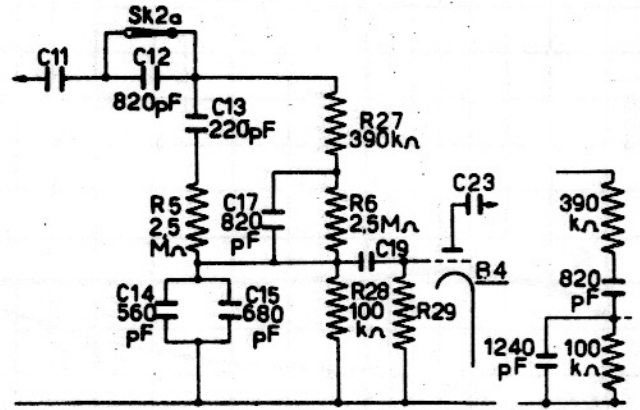 Sk2a
C11
C12
820pF
C13
220pF
R27
390kΩ
R5
2,5
MΩ
C17
820
pF
R6
2,5MΩ
C23
C19
B4
C14
560
pF
C15
680
pF
R28
100
kΩ
R29
390
kΩ
820
pF
1240
pF
100
kΩ